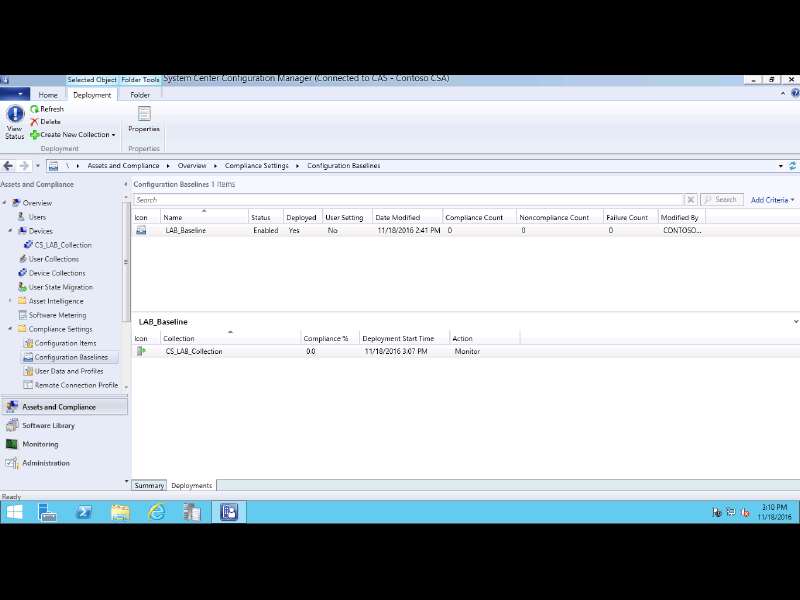 Selected Object Folder Tools System Center Configuration Manager (Connected to CAS - Contoso CSA)
Home Deployment Folder
View Status
Refresh
Delete
Create New Collection
Properties
Deployment Properties
\ Assets and Compliance Overview Compliance Settings Configuration Baselines
Assets and Compliance
Overview
Users
Devices
CS_LAB_Collection
User Collections
Device Collections
User State Migration
Asset Intelligence
Software Metering
Compliance Settings
Configuration Items
Configuration Baselines
User Data and Profiles
Remote Connection Profile
Assets and Compliance
Software Library
Monitoring
Administration
Configuration Baselines 1 items
Search Search Add Criteria
Icon Name Status Deployed User Setting Date Modified Compliance Count Noncompliance Count Failure Count Modified By
LAB_Baseline Enabled Yes No 11/18/2016 2:41 PM 0 0 0 CONTOSO...
LAB_Baseline
Icon Collection Compliance % Deployment Start Time Action
CS_LAB_Collection 0.0 11/18/2016 3:07 PM Monitor
Summary Deployments
Ready
3:10 PM
11/18/2016